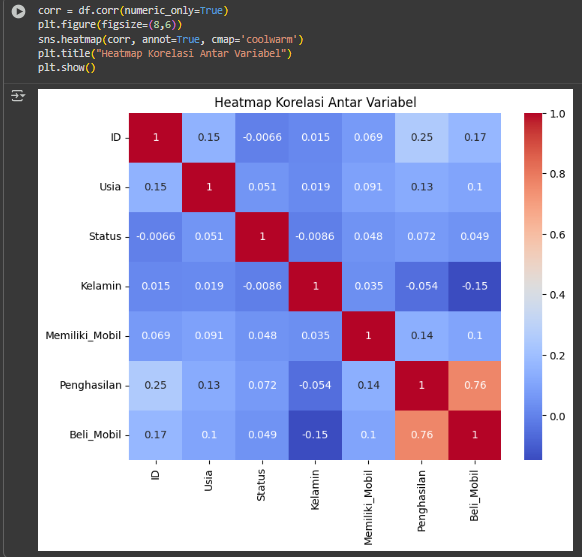 corr = df.corr(numeric_only=True)
plt.figure(figsize=(8,6))
sns.heatmap(corr, annot=True, cmap='coolwarm')
plt.title("Heatmap Korelasi Antar Variabel")
plt.show()
Heatmap Korelasi Antar Variabel
ID 1 0.15 -0.0066 0.015 0.069 0.25 0.17
Usia 0.15 1 0.051 0.019 0.091 0.13 0.1
Status -0.0066 0.051 1 -0.0086 0.048 0.072 0.049
Kelamin 0.015 0.019 -0.0086 1 0.035 -0.054 -0.15
Memiliki_Mobil 0.069 0.091 0.048 0.035 1 0.14 0.1
Penghasilan 0.25 0.13 0.072 -0.054 0.14 1 0.76
Beli_Mobil 0.17 0.1 0.049 -0.15 0.1 0.76 1
ID Usia Status Kelamin Memiliki_Mobil Penghasilan Beli_Mobil
1.0
0.8
0.6
0.4
0.2
0.0